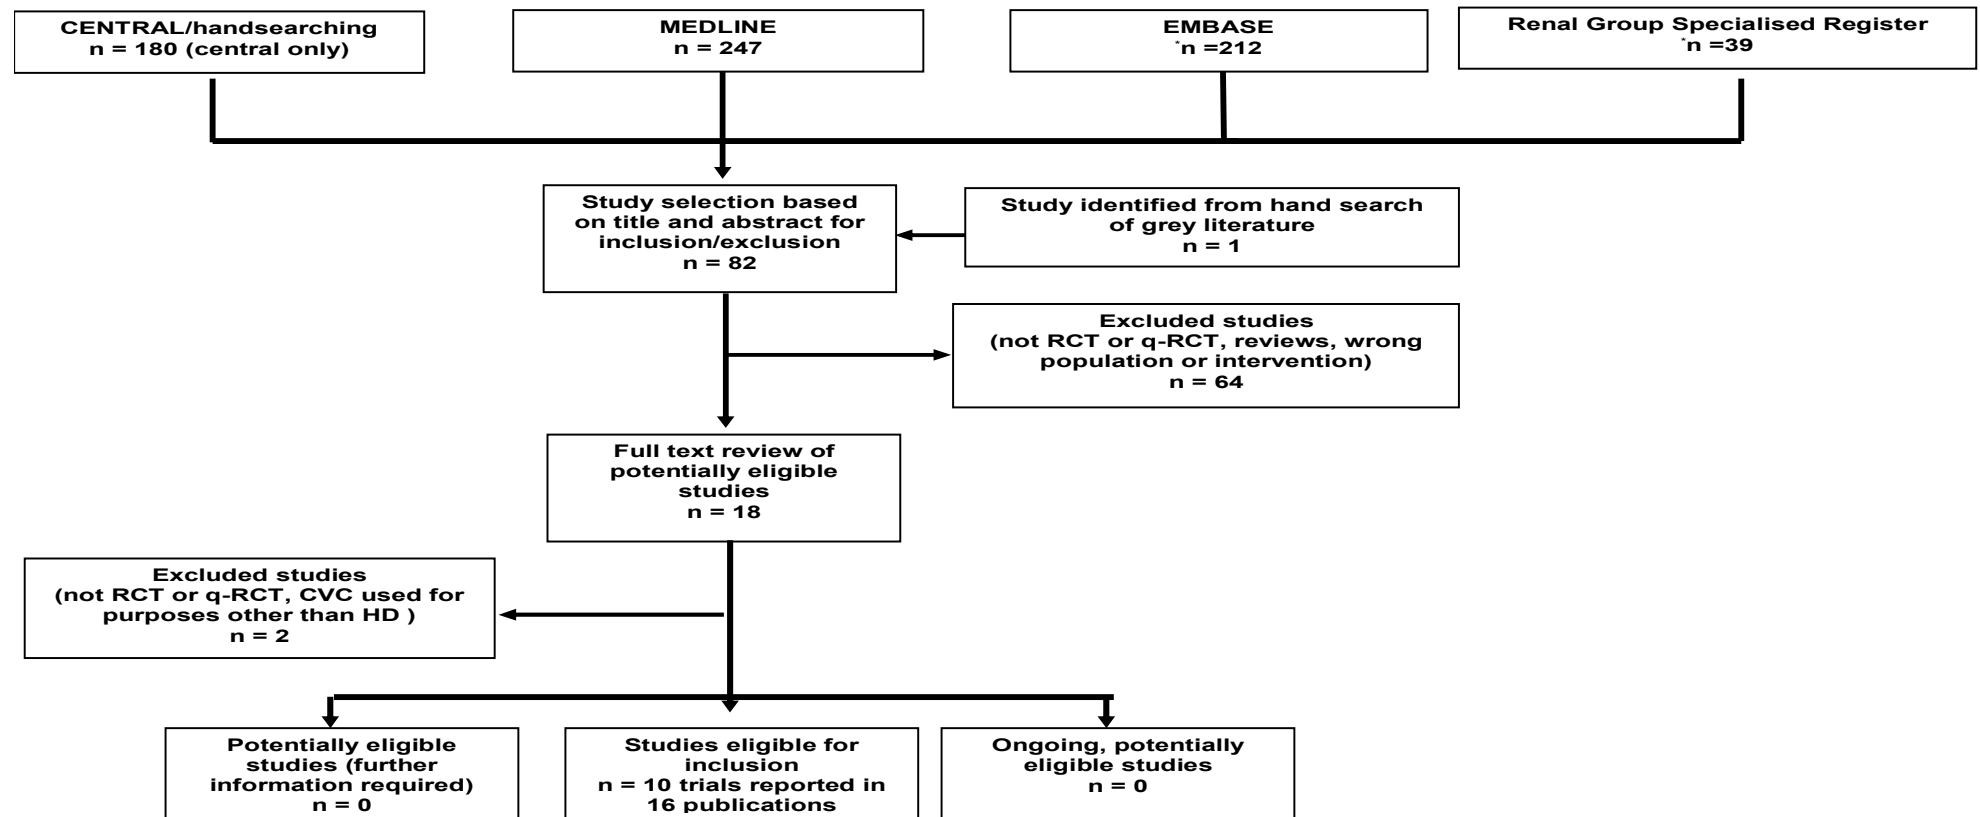 CENTRAL/handsearching
n = 180 (central only)
MEDLINE
n = 247
EMBASE
*n =212
Renal Group Specialised Register
*n =39
Study selection based
on title and abstract for
inclusion/exclusion
n = 82
Study identified from hand search
of grey literature
n = 1
Excluded studies
(not RCT or q-RCT, reviews, wrong
population or intervention)
n = 64
Full text review of
potentially eligible
studies
n = 18
Excluded studies
(not RCT or q-RCT, CVC used for
purposes other than HD )
n = 2
Potentially eligible
studies (further
information required)
n = 0
Studies eligible for
inclusion
n = 10 trials reported in
16 publications
Ongoing, potentially
eligible studies
n = 0